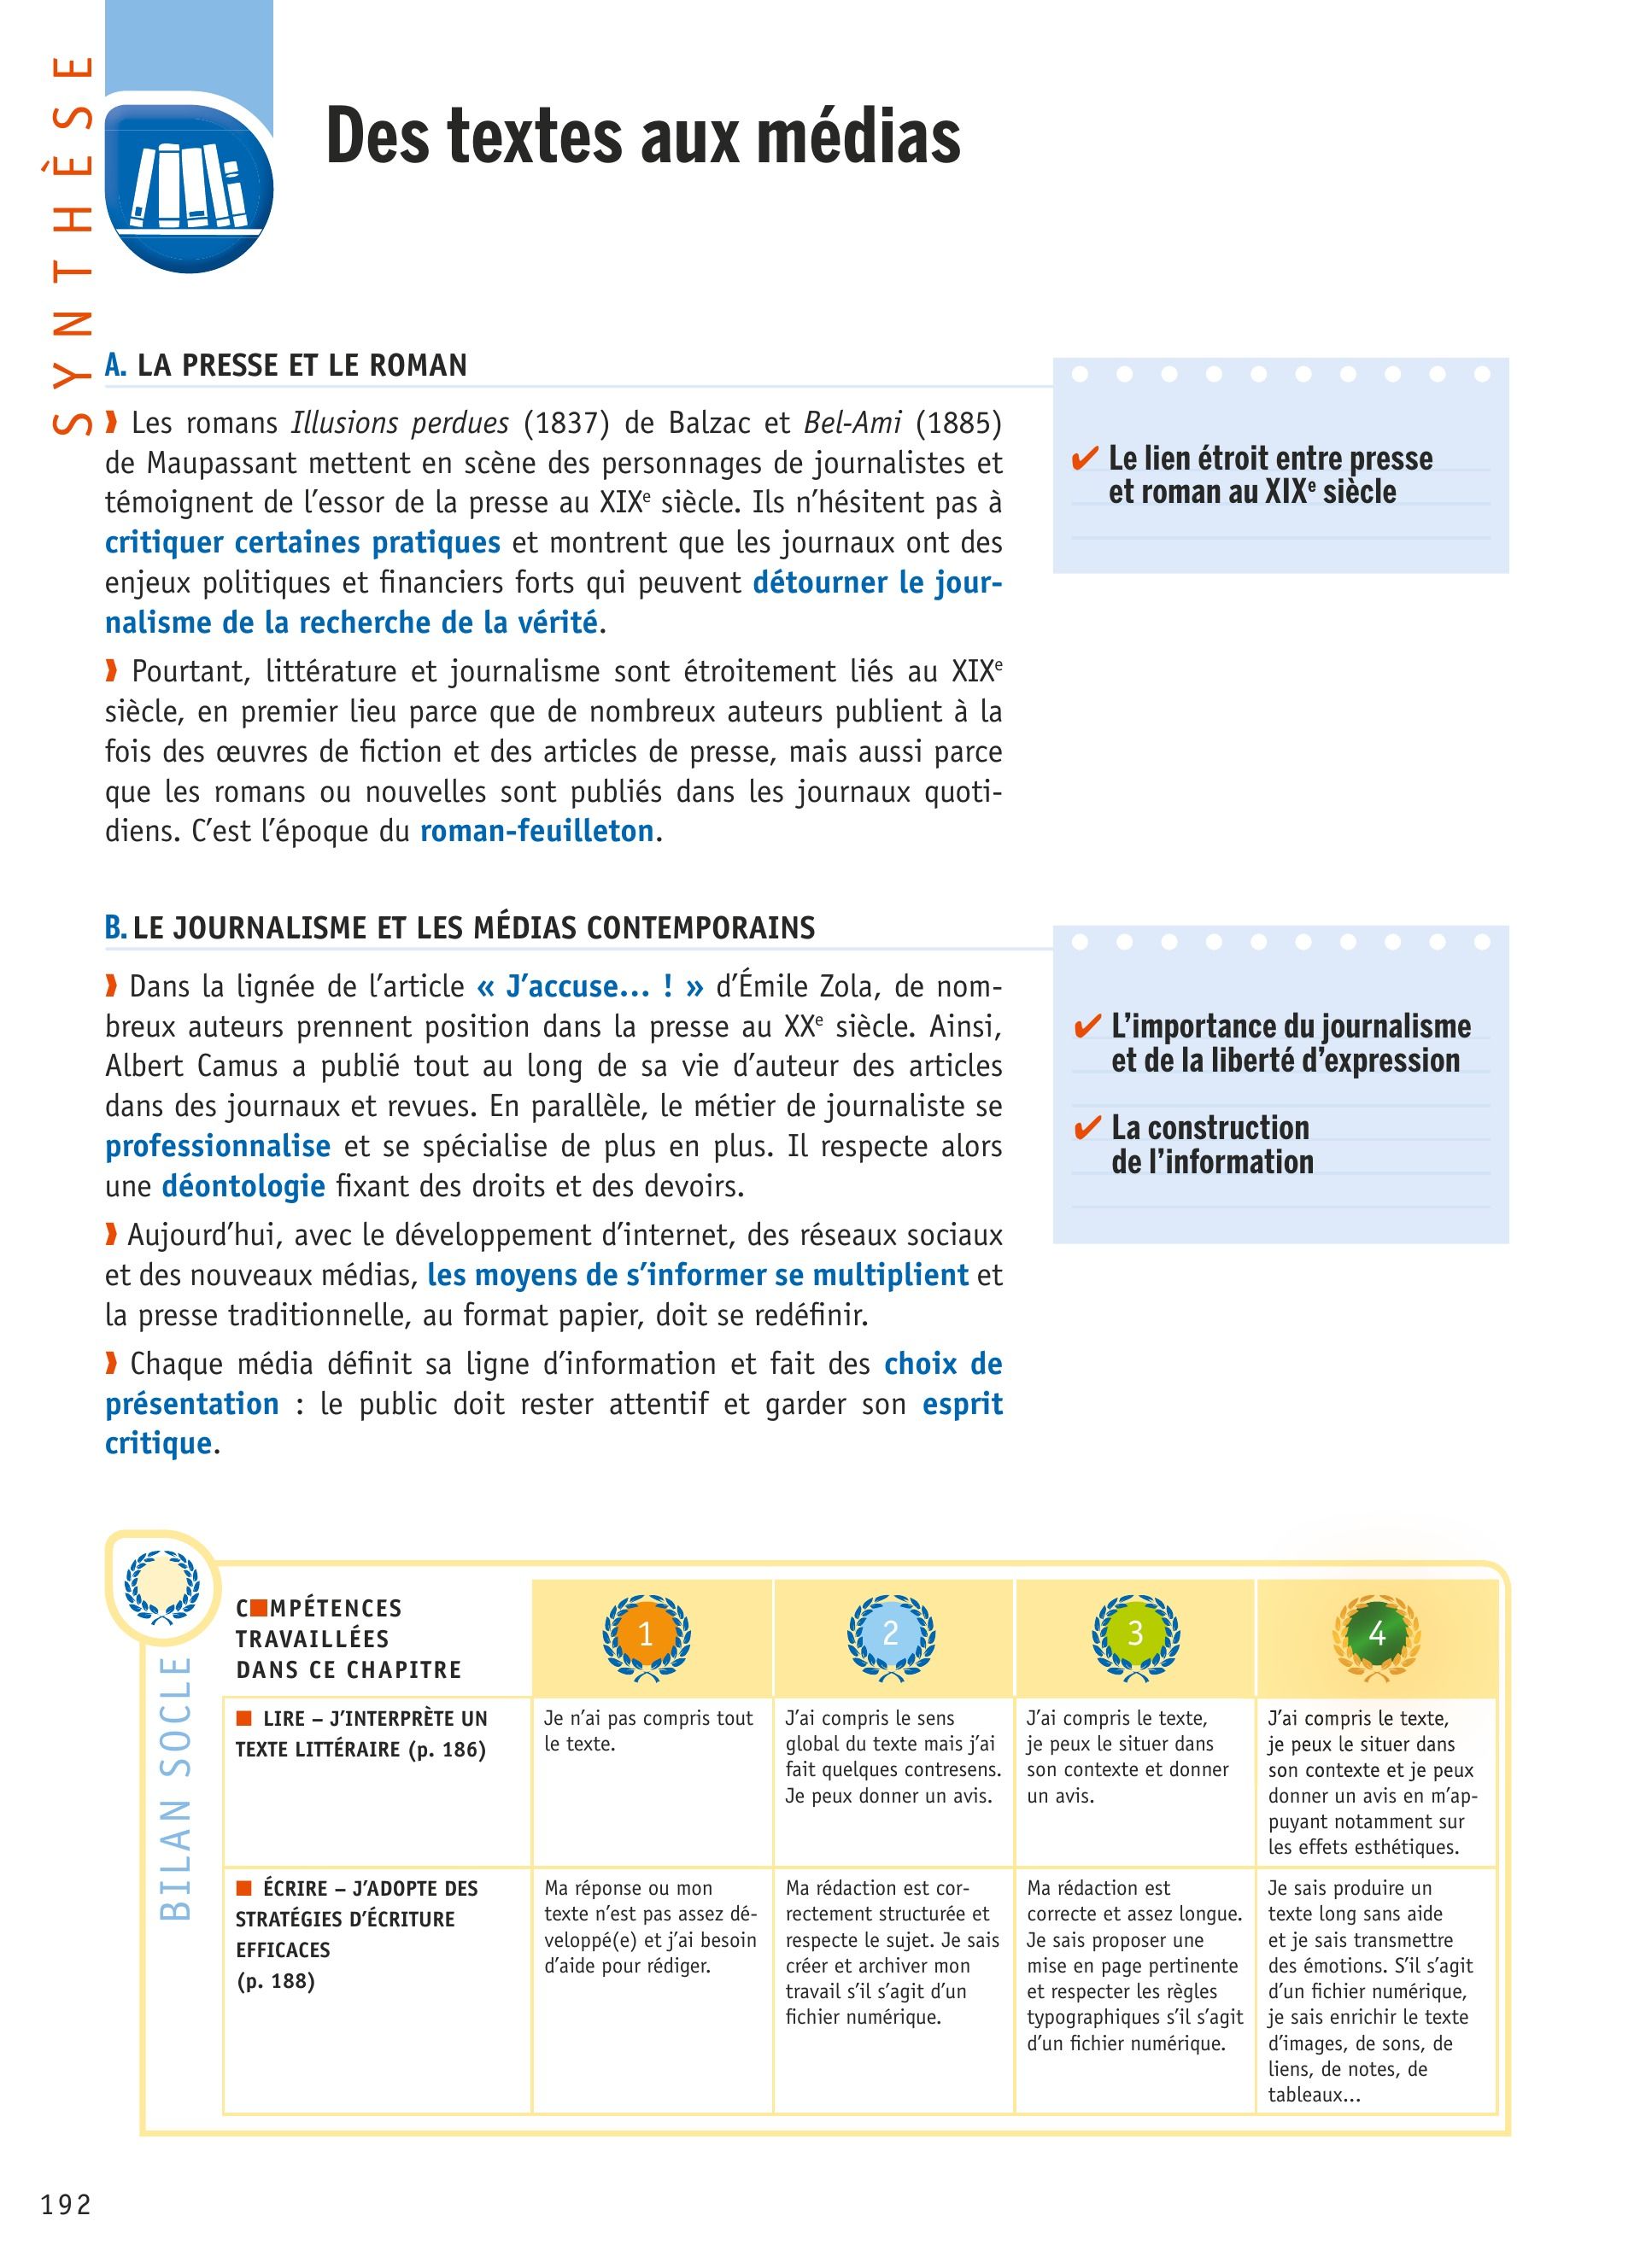 SYNTHÈSE
Des textes aux médias
A. LA PRESSE ET LE ROMAN
❱ Les romans Illusions perdues (1837) de Balzac et Bel-Ami (1885)
de Maupassant mettent en scène des personnages de journalistes et
témoignent de l’essor de la presse au XIXe siècle. Ils n’hésitent pas à
critiquer certaines pratiques et montrent que les journaux ont des
enjeux politiques et financiers forts qui peuvent détourner le jour-
nalisme de la recherche de la vérité.
❱ Pourtant, littérature et journalisme sont étroitement liés au XIXe
siècle, en premier lieu parce que de nombreux auteurs publient à la
fois des œuvres de fiction et des articles de presse, mais aussi parce
que les romans ou nouvelles sont publiés dans les journaux quoti-
diens. C’est l’époque du roman-feuilleton.
✔ Le lien étroit entre presse
et roman au XIXe siècle
B. LE JOURNALISME ET LES MÉDIAS CONTEMPORAINS
❱ Dans la lignée de l’article « J’accuse... ! » d’Émile Zola, de nom-
breux auteurs prennent position dans la presse au XXe siècle. Ainsi,
Albert Camus a publié tout au long de sa vie d’auteur des articles
dans des journaux et revues. En parallèle, le métier de journaliste se
professionnalise et se spécialise de plus en plus. Il respecte alors
une déontologie fixant des droits et des devoirs.
❱ Aujourd’hui, avec le développement d’internet, des réseaux sociaux
et des nouveaux médias, les moyens de s’informer se multiplient et
la presse traditionnelle, au format papier, doit se redéfinir.
❱ Chaque média définit sa ligne d’information et fait des choix de
présentation : le public doit rester attentif et garder son esprit
critique.
✔ L’importance du journalisme
et de la liberté d’expression
✔ La construction
de l’information
BILAN SOCLE
C■MPÉTENCES
TRAVAILLÉES
DANS CE CHAPITRE
1
2
3
4
■ LIRE – J’INTERPRÈTE UN
TEXTE LITTÉRAIRE (p. 186)
Je n’ai pas compris tout
le texte.
J’ai compris le sens
global du texte mais j’ai
fait quelques contresens.
Je peux donner un avis.
J’ai compris le texte,
je peux le situer dans
son contexte et donner
un avis.
J’ai compris le texte,
je peux le situer dans
son contexte et je peux
donner un avis en m’ap-
puyant notamment sur
les effets esthétiques.
■ ÉCRIRE – J’ADOPTE DES
STRATÉGIES D’ÉCRITURE
EFFICACES
(p. 188)
Ma réponse ou mon
texte n’est pas assez dé-
veloppé(e) et j’ai besoin
d’aide pour rédiger.
Ma rédaction est cor-
rectement structurée et
respecte le sujet. Je sais
créer et archiver mon
travail s’il s’agit d’un
fichier numérique.
Ma rédaction est
correcte et assez longue.
Je sais proposer une
mise en page pertinente
et respecter les règles
typographiques s’il s’agit
d’un fichier numérique.
Je sais produire un
texte long sans aide
et je sais transmettre
des émotions. S’il s’agit
d’un fichier numérique,
je sais enrichir le texte
d’images, de sons, de
liens, de notes, de
tableaux...
192